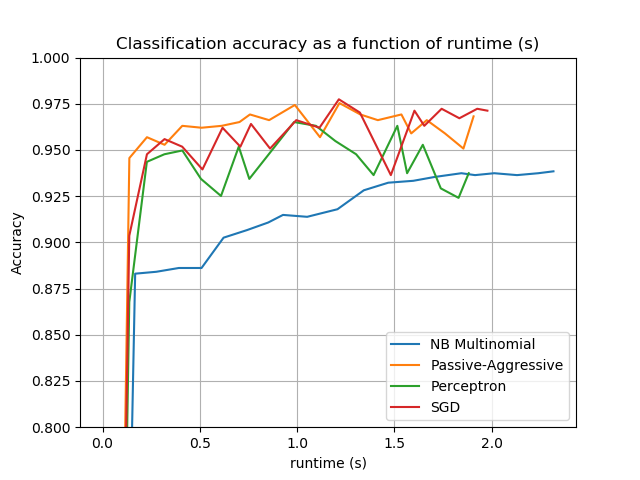 Classification accuracy as a function of runtime (s)
1.000
0.975
0.950
0.925
0.900
0.875
0.850
0.825
0.800
Accuracy
NB Multinomial
Passive-Aggressive
Perceptron
SGD
0.0 0.5 1.0 1.5 2.0
runtime (s)